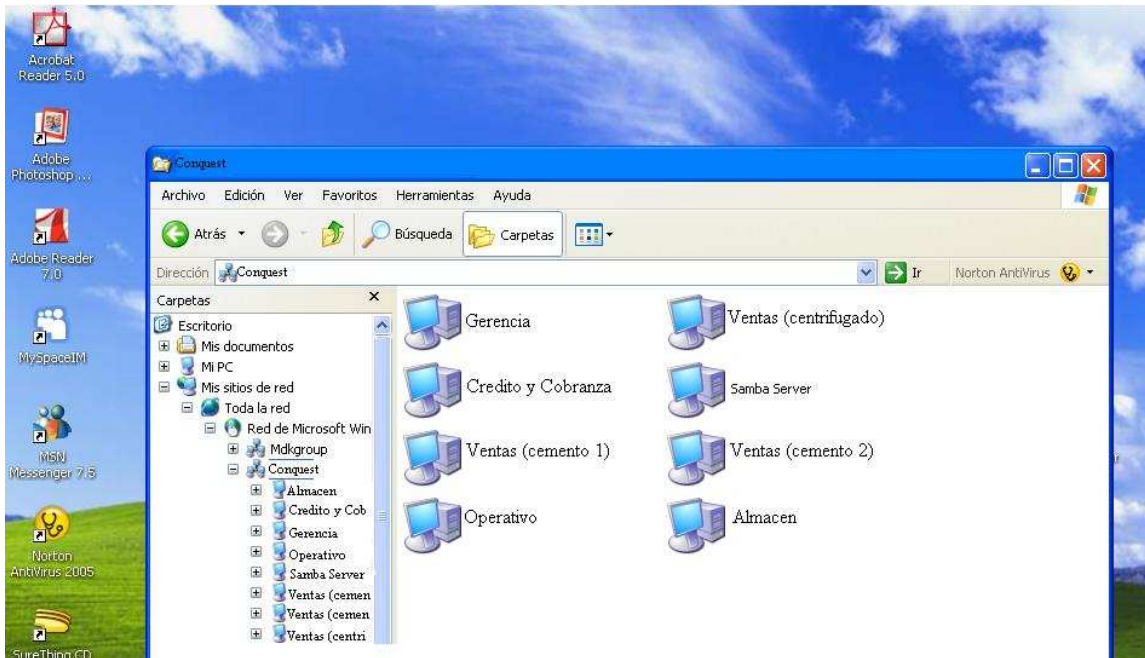 Acrobat
Reader 5.0
Adobe
Photoshop ...
Adobe Reader
7.0
MySpaceIM
MSN
Messenger 7.5
Norton
AntiVirus 2005
SureThing CD
Conquest
Archivo Edición Ver Favoritos Herramientas Ayuda
Atrás Búsqueda Carpetas
Dirección Conquest Ir Norton AntiVirus
Carpetas
Escritorio
Mis documentos
Mi PC
Mis sitios de red
Toda la red
Red de Microsoft Win
Mdkgroup
Conquest
Almacen
Credito y Cob
Gerencia
Operativo
Samba Server
Ventas (cemen
Ventas (cemen
Ventas (centri
Gerencia
Ventas (centrifugado)
Credito y Cobranza
Samba Server
Ventas (cemento 1)
Ventas (cemento 2)
Operativo
Almacen